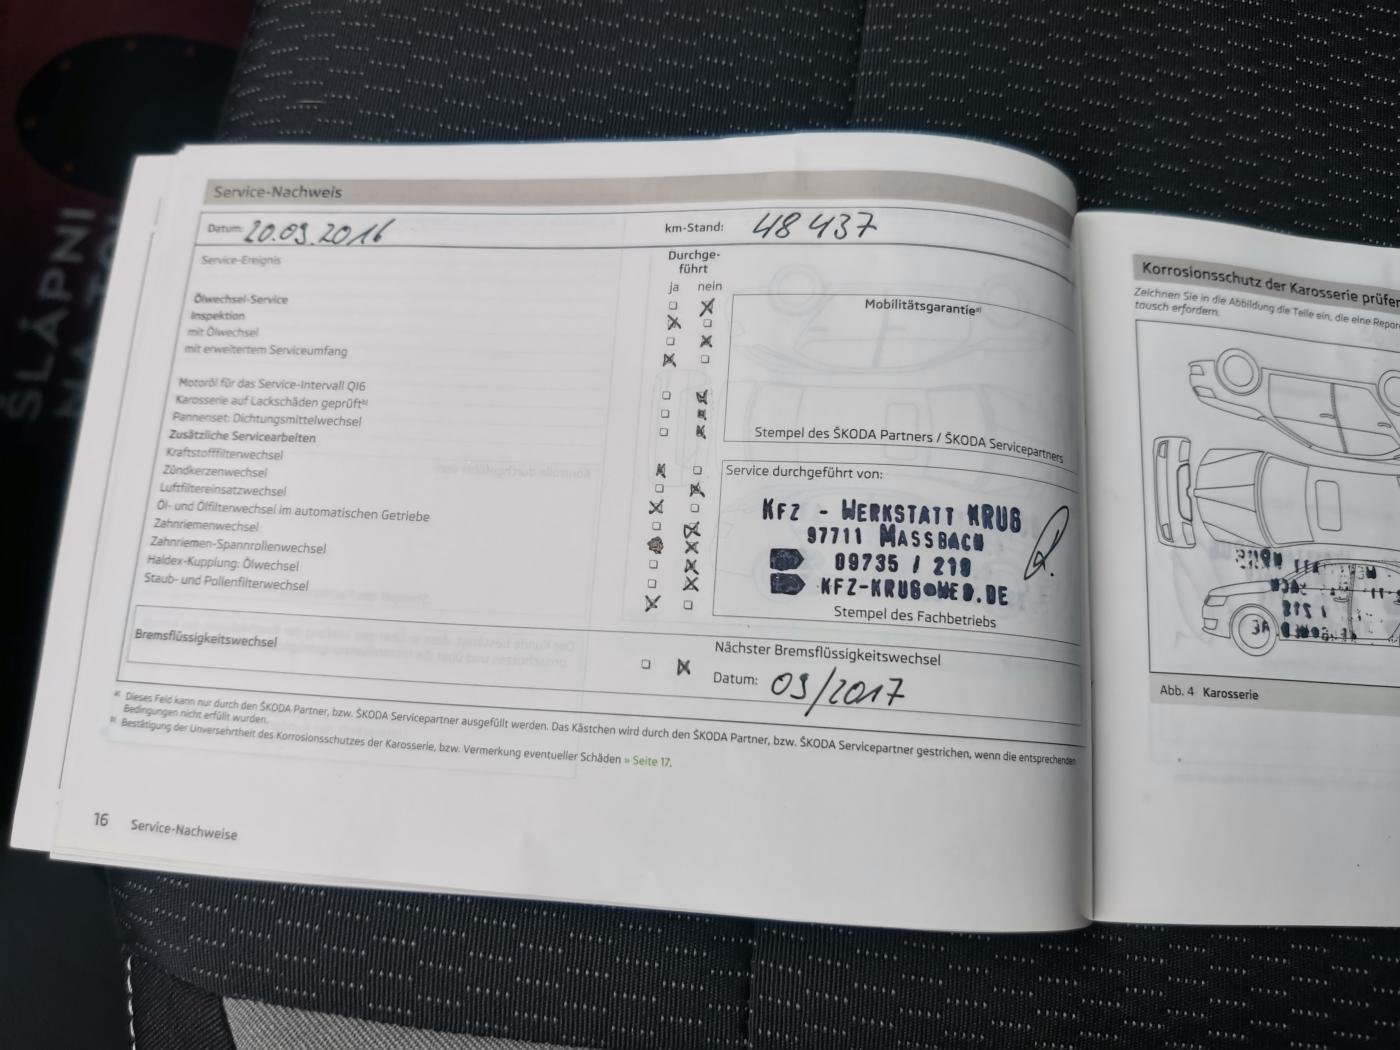 Service-Nachweis
Datum: 20.09.2016
km-Stand: 48 437
Service-Ereignis
Durchge-
führt
ja nein
Ölwechsel-Service
Inspektion
mit Ölwechsel
mit erweitertem Serviceumfang
Motoröl für das Service-Intervall QI6
Karosserie auf Lackschäden geprüft b)
Pannenset: Dichtungsmittelwechsel
Zusätzliche Servicearbeiten
Kraftstofffilterwechsel
Zündkerzenwechsel
Luftfiltereinsatzwechsel
Öl- und Ölfilterwechsel im automatischen Getriebe
Zahnriemenwechsel
Zahnriemen-Spannrollenwechsel
Haldex-Kupplung: Ölwechsel
Staub- und Pollenfilterwechsel
Mobilitätsgarantie a)
Stempel des ŠKODA Partners / ŠKODA Servicepartners
Service durchgeführt von:
KFZ - WERKSTATT KRUG
97711 MASSBACH
09735 / 218
KFZ-KRUG@WEB.DE
Stempel des Fachbetriebs
Bremsflüssigkeitswechsel
Nächster Bremsflüssigkeitswechsel
Datum: 09/2017
a) Dieses Feld kann nur durch den ŠKODA Partner, bzw. ŠKODA Servicepartner ausgefüllt werden. Das Kästchen wird durch den ŠKODA Partner, bzw. ŠKODA Servicepartner gestrichen, wenn die entsprechenden
Bedingungen nicht erfüllt wurden.
b) Bestätigung der Unversehrtheit des Korrosionsschutzes der Karosserie, bzw. Vermerkung eventueller Schäden » Seite 17.
16 Service-Nachweise
Korrosionsschutz der Karosserie prüfen
Zeichnen Sie in die Abbildung die Teile ein, die eine Repar
tausch erfordern.
Abb. 4 Karosserie
ŠLÁPNI
NA